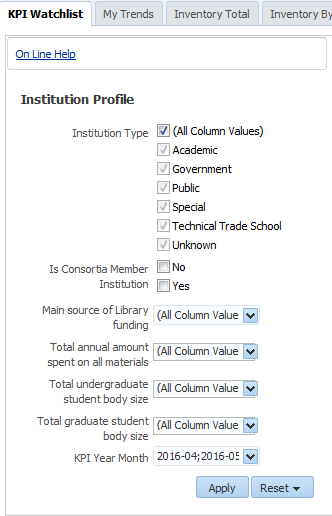 KPI Watchlist My Trends Inventory Total Inventory By
On Line Help
Institution Profile
Institution Type (All Column Values)
Academic
Government
Public
Special
Technical Trade School
Unknown
Is Consortia Member No
Institution Yes
Main source of Library
funding
(All Column Value
Total annual amount
spent on all materials
(All Column Value
Total undergraduate
student body size
(All Column Value
Total graduate student
body size
(All Column Value
KPI Year Month 2016-04;2016-05
Apply Reset